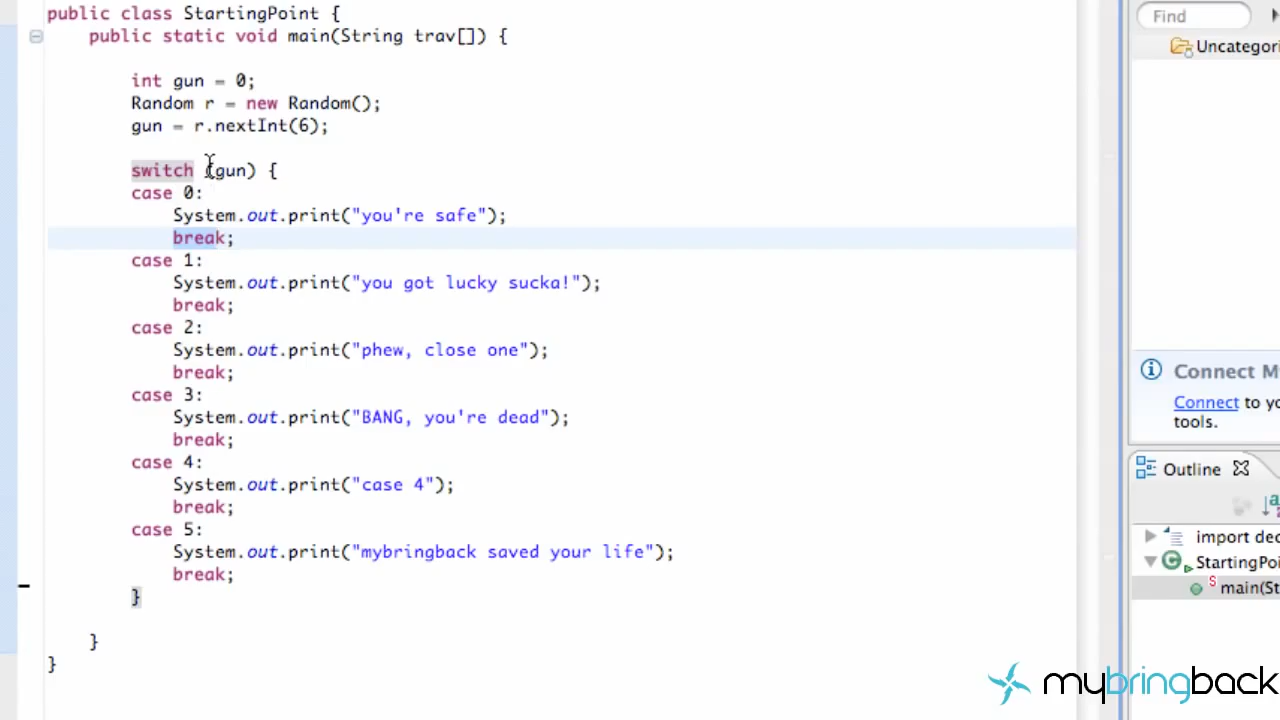 public class StartingPoint {
public static void main(String trav[]) {
int gun = 0;
Random r = new Random();
gun = r.nextInt(6);
switch (gun) {
case 0:
System.out.print("you're safe");
break;
case 1:
System.out.print("you got lucky sucka!");
break;
case 2:
System.out.print("phew, close one");
break;
case 3:
System.out.print("BANG, you're dead");
break;
case 4:
System.out.print("case 4");
break;
case 5:
System.out.print("mybringback saved your life");
break;
}
}
}
Find
Uncategori
Connect M
Connect to yo
tools.
Outline
import dec
StartingPoi
main(St
mybringback